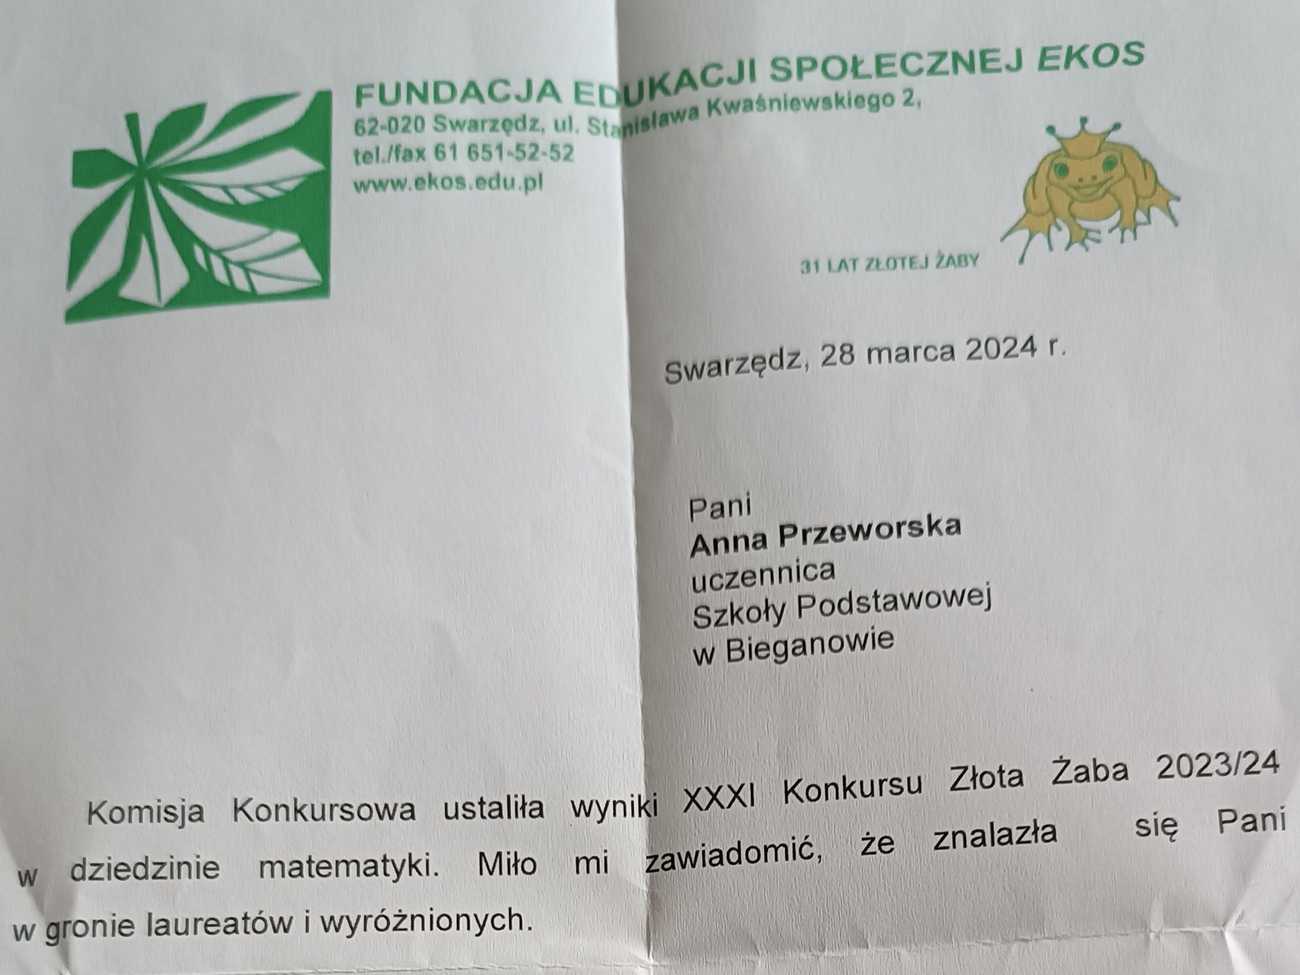 FUNDACJA EDUKACJI SPOŁECZNEJ EKOS
62-020 Swarzędz, ul. Stanisława Kwaśniewskiego 2,
tel./fax 61 651-52-52
www.ekos.edu.pl
31 LAT ZŁOTEJ ŻABY
Swarzędz, 28 marca 2024 r.
Pani
Anna Przeworska
uczennica
Szkoły Podstawowej
w Bieganowie
Komisja Konkursowa ustaliła wyniki XXXI Konkursu Złota Żaba 2023/24
w dziedzinie matematyki. Miło mi zawiadomić, że znalazła się Pani
w gronie laureatów i wyróżnionych.